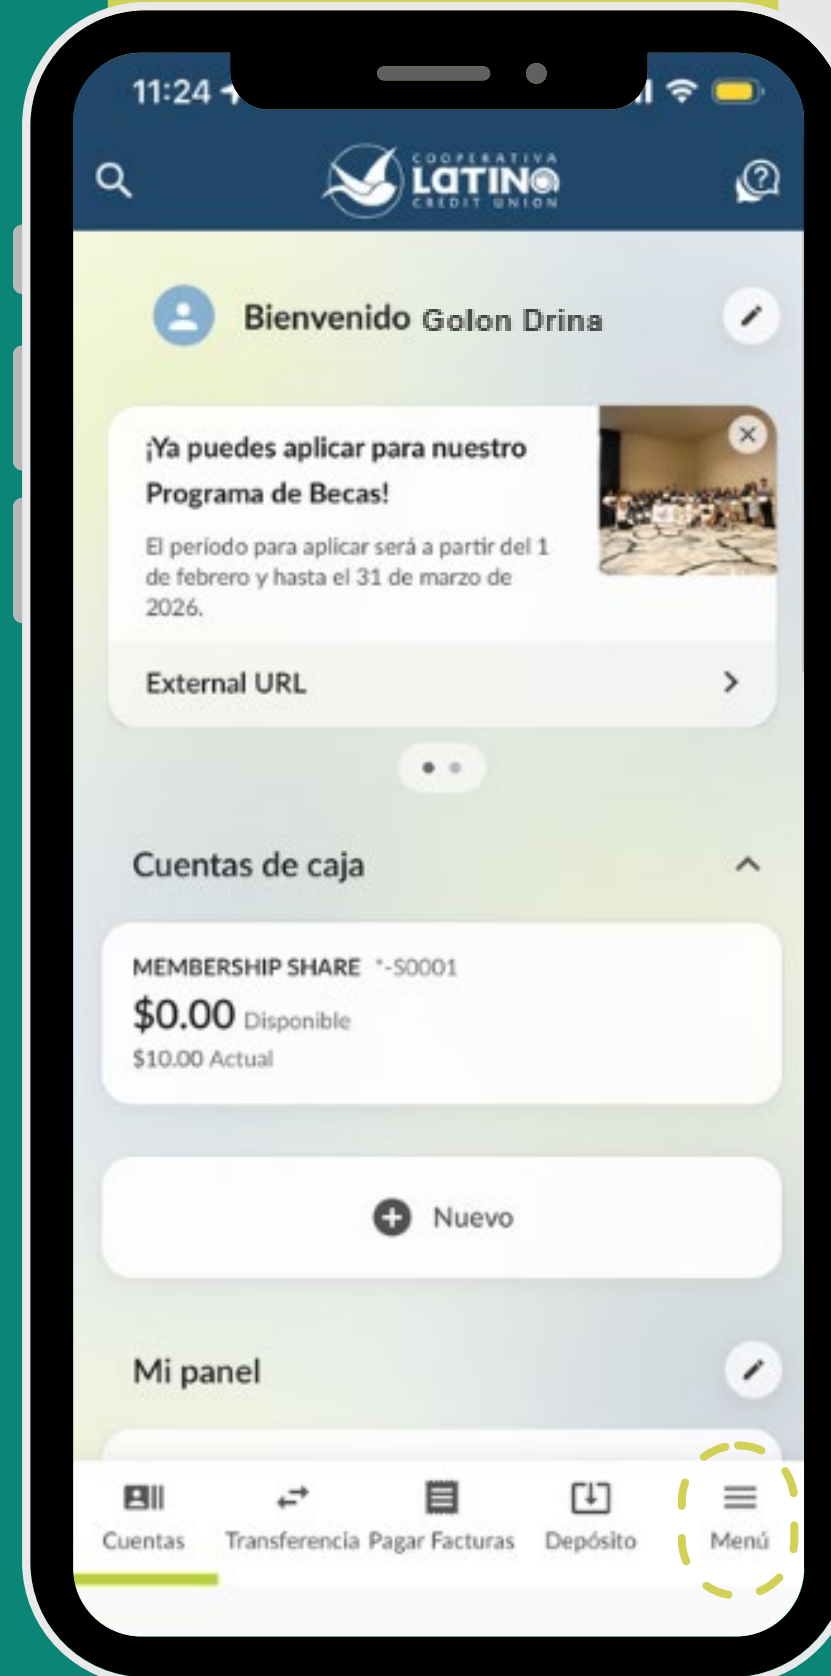 11:24
COOPERATIVA
LATINO
CREDIT UNION
Bienvenido Golon Drina
¡Ya puedes aplicar para nuestro
Programa de Becas!
El período para aplicar será a partir del 1
de febrero y hasta el 31 de marzo de
2026.
External URL
Cuentas de caja
MEMBERSHIP SHARE *-S0001
$0.00 Disponible
$10.00 Actual
Nuevo
Mi panel
Cuentas Transferencia Pagar Facturas Depósito Menú